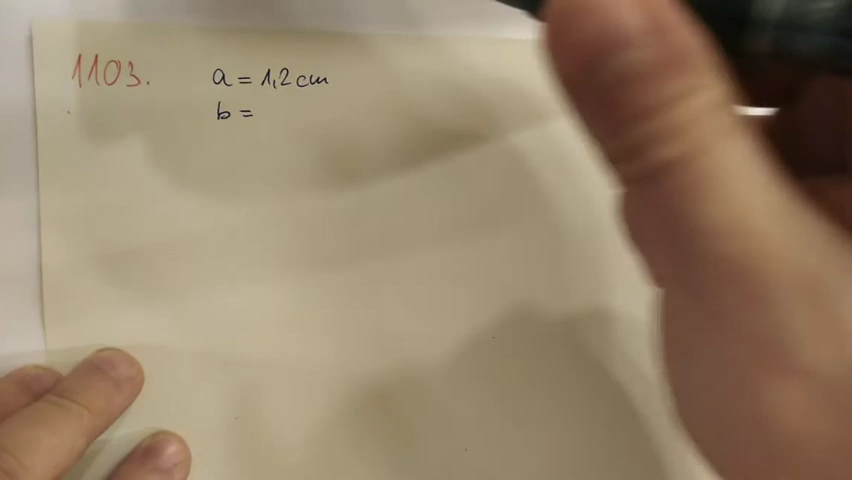 1103. a = 1,2 cm
b =